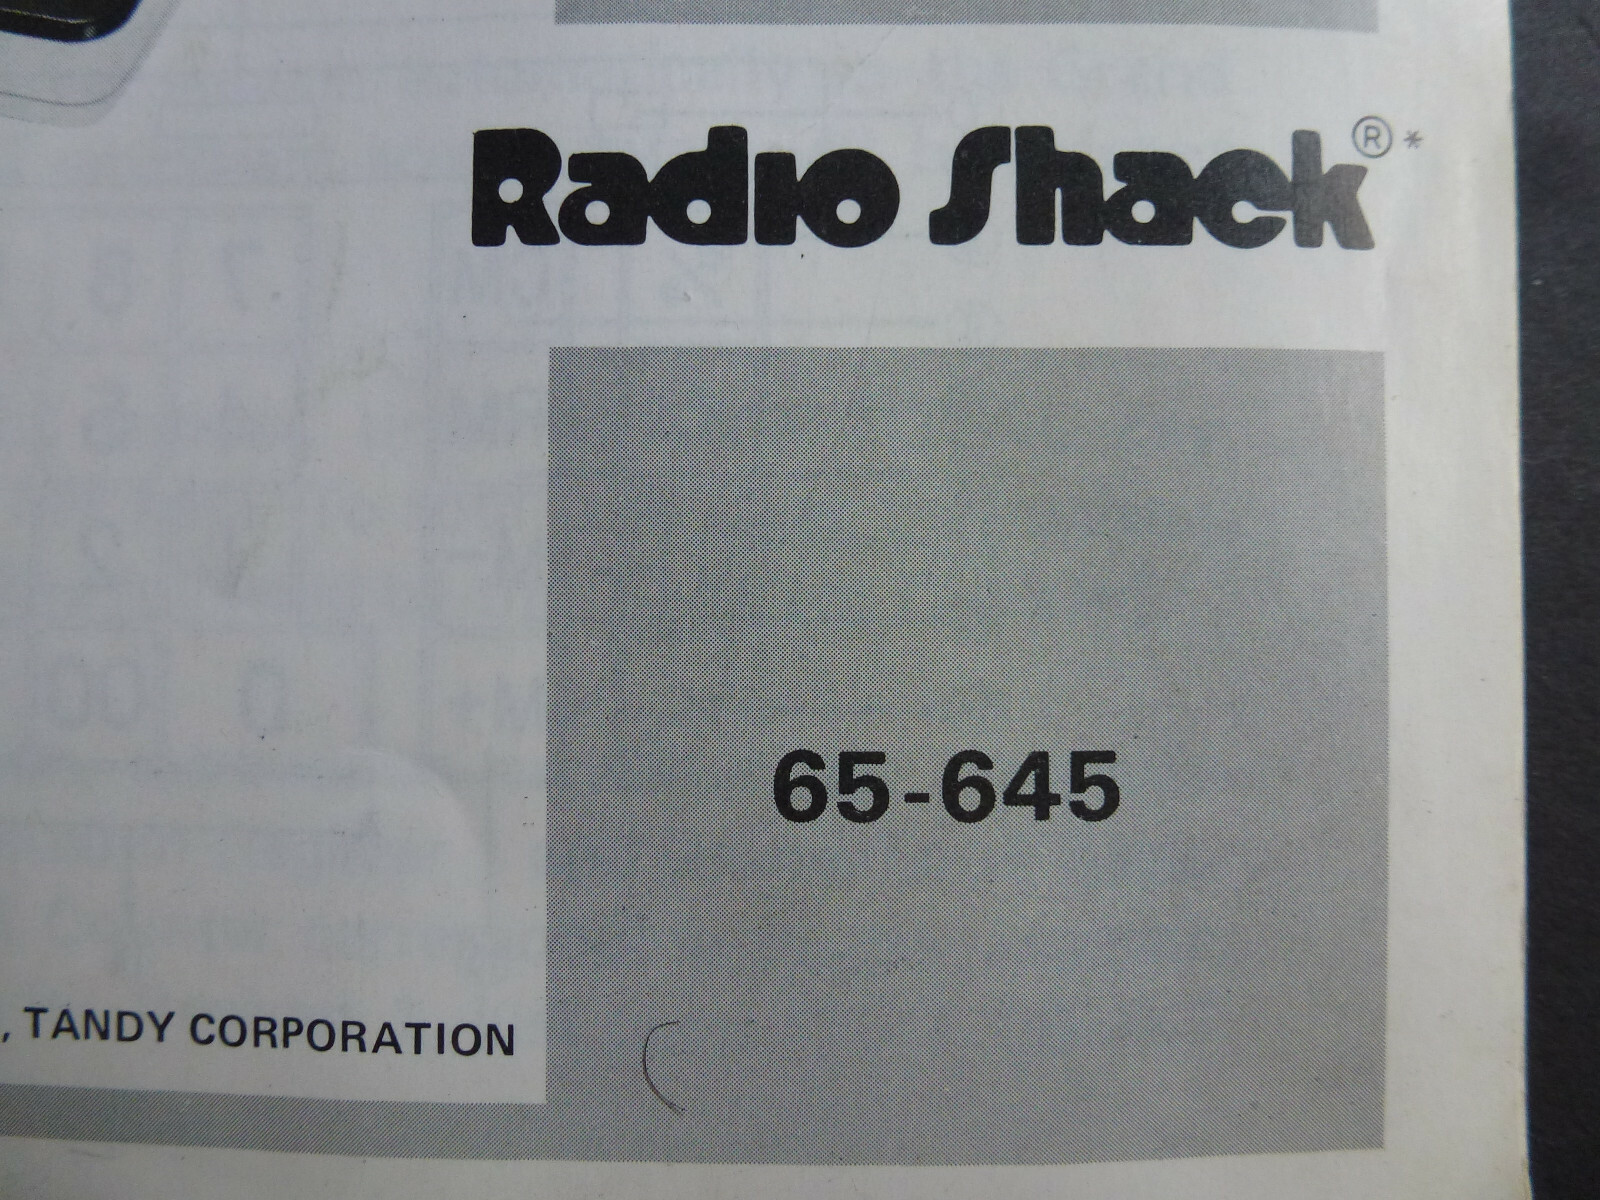 Radio Shack®*
65-645
, TANDY CORPORATION